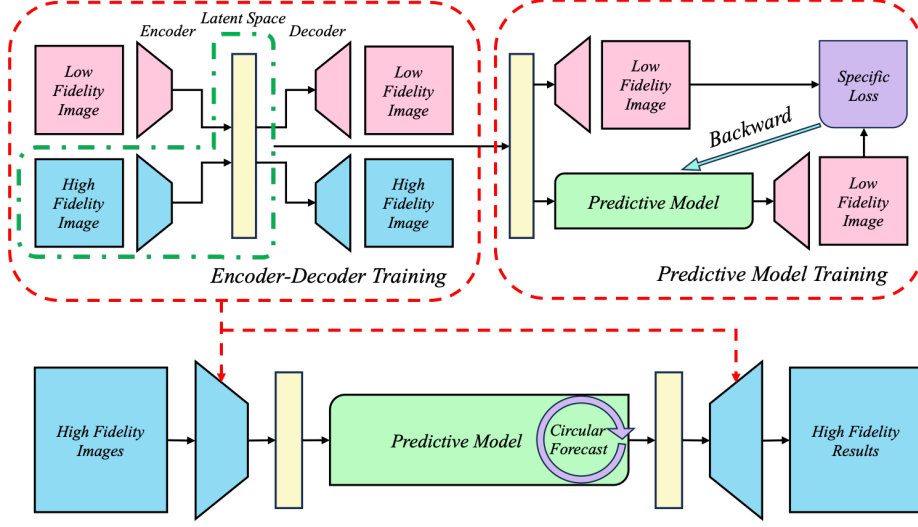 Latent Space
Encoder
Decoder
Low
Fidelity
Image
Low
Fidelity
Image
High
Fidelity
Image
High
Fidelity
Image
Encoder-Decoder Training
Low
Fidelity
Image
Specific
Loss
Backward
Predictive Model
Low
Fidelity
Image
Predictive Model Training
High Fidelity
Images
Predictive Model
Circular
Forecast
High Fidelity
Results